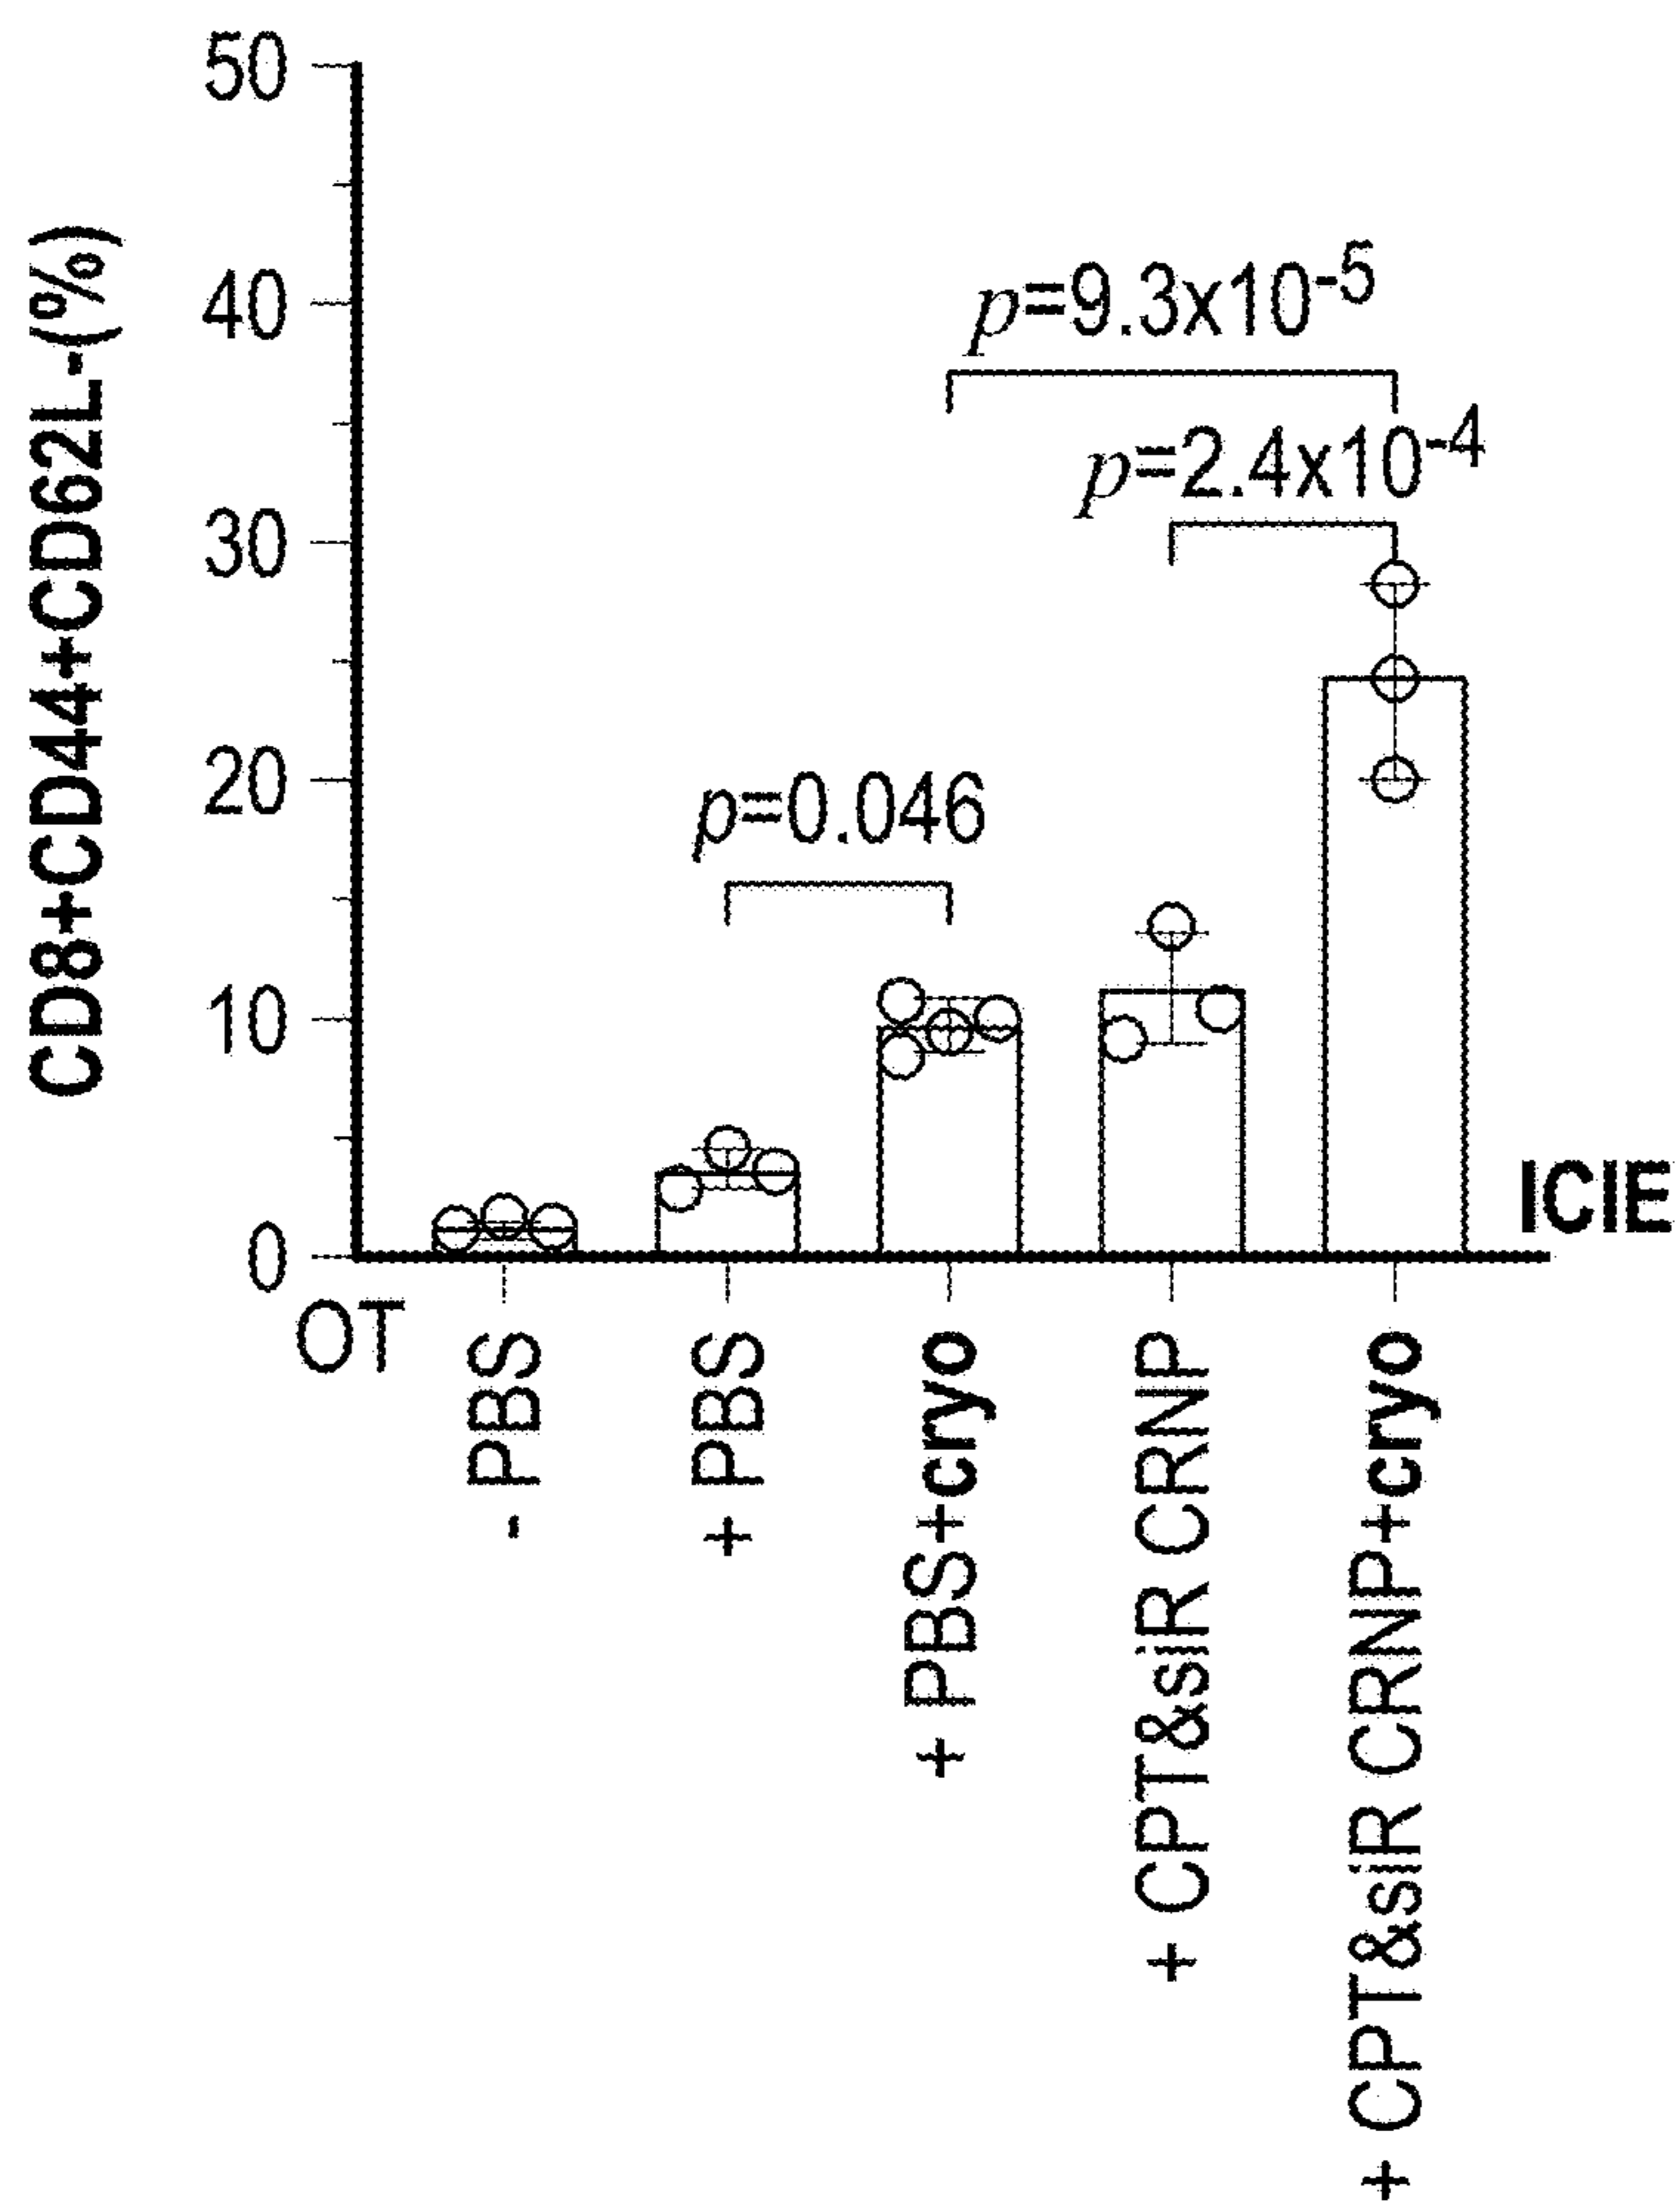 CD8+CD44+CD62L-(%)
50
40
30
20
10
0
p=9.3x10-5
p=2.4x10-4
p=0.046
ICIE
OT
- PBS
+ PBS
+ PBS+cryo
+ CPT&siR CRNP
+ CPT&siR CRNP+cryo